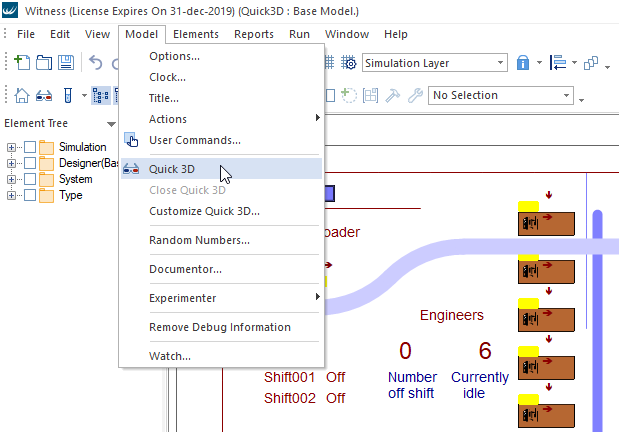 Witness (License Expires On 31-dec-2019) (Quick3D : Base Model.)
File Edit View Model Elements Reports Run Window Help
Simulation Layer
No Selection
Element Tree
Simulation
Designer(Bas
System
Type
Options...
Clock...
Title...
Actions
User Commands...
Quick 3D
Close Quick 3D
Customize Quick 3D...
Random Numbers...
Documentor...
Experimenter
Remove Debug Information
Watch...
oader
Engineers
0 6
Number Currently
off shift idle
Shift001 Off
Shift002 Off